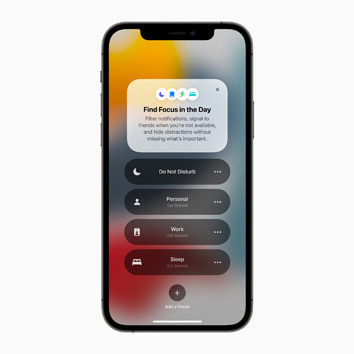 Find Focus in the Day
Filter notifications, signal to
friends when you're not available,
and hide distractions without
missing what's important.
Do Not Disturb
Personal
Get Started
Work
Get Started
Sleep
Get Started
Add a Focus